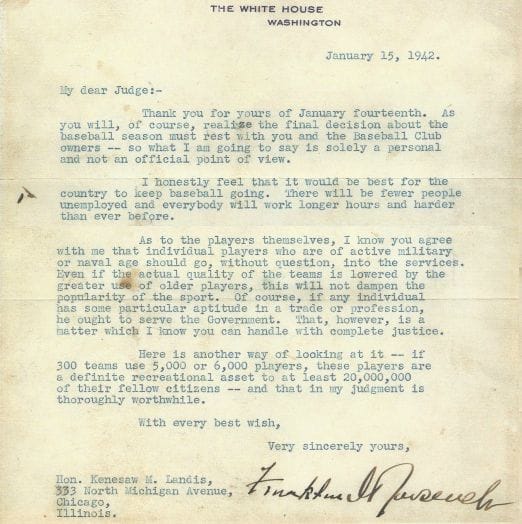 THE WHITE HOUSE
WASHINGTON
January 15, 1942.
My dear Judge:-
Thank you for yours of January fourteenth. As
you will, of course, realize the final decision about the
baseball season must rest with you and the Baseball Club
owners -- so what I am going to say is solely a personal
and not an official point of view.
I honestly feel that it would be best for the
country to keep baseball going. There will be fewer people
unemployed and everybody will work longer hours and harder
than ever before.
As to the players themselves, I know you agree
with me that individual players who are of active military
or naval age should go, without question, into the services.
Even if the actual quality of the teams is lowered by the
greater use of older players, this will not dampen the
popularity of the sport. Of course, if any individual
has some particular aptitude in a trade or profession,
he ought to serve the Government. That, however, is a
matter which I know you can handle with complete justice.
Here is another way of looking at it -- if
300 teams use 5,000 or 6,000 players, these players are
a definite recreational asset to at least 20,000,000
of their fellow citizens -- and that in my judgment is
thoroughly worthwhile.
With every best wish,
Very sincerely yours,
Franklin D Roosevelt
Hon. Kenesaw M. Landis,
333 North Michigan Avenue,
Chicago,
Illinois.